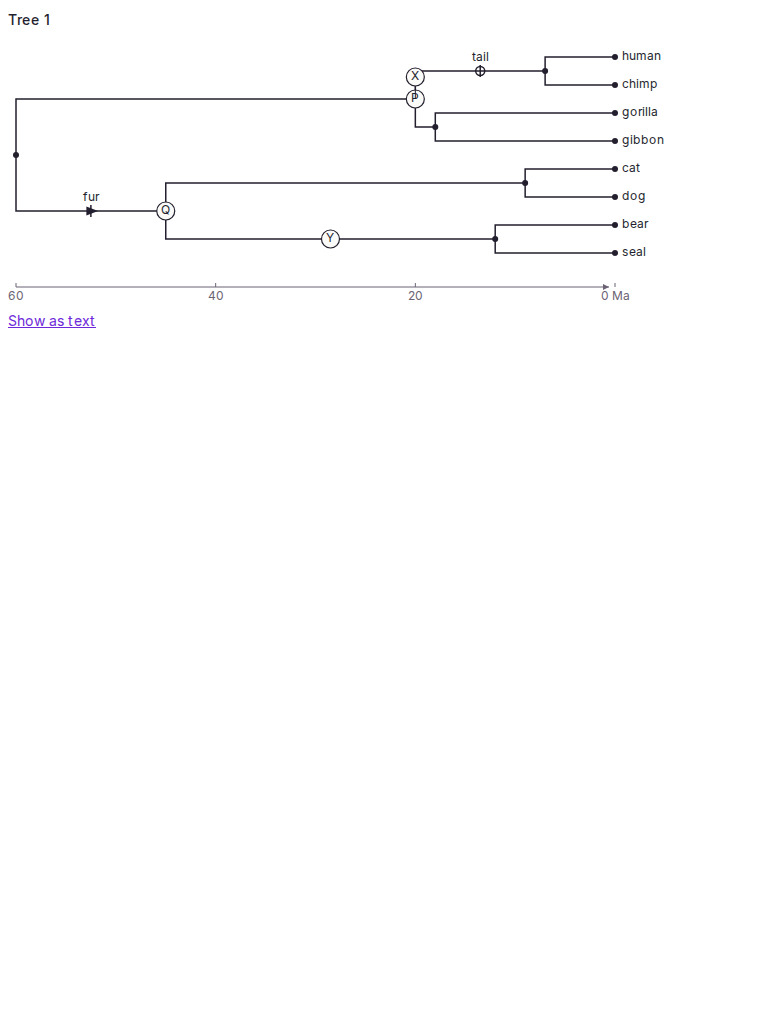 Tree 1
tail
human
X
chimp
P
gorilla
gibbon
cat
fur
dog
Q
bear
Y
seal
60 40 20 0 Ma
Show as text